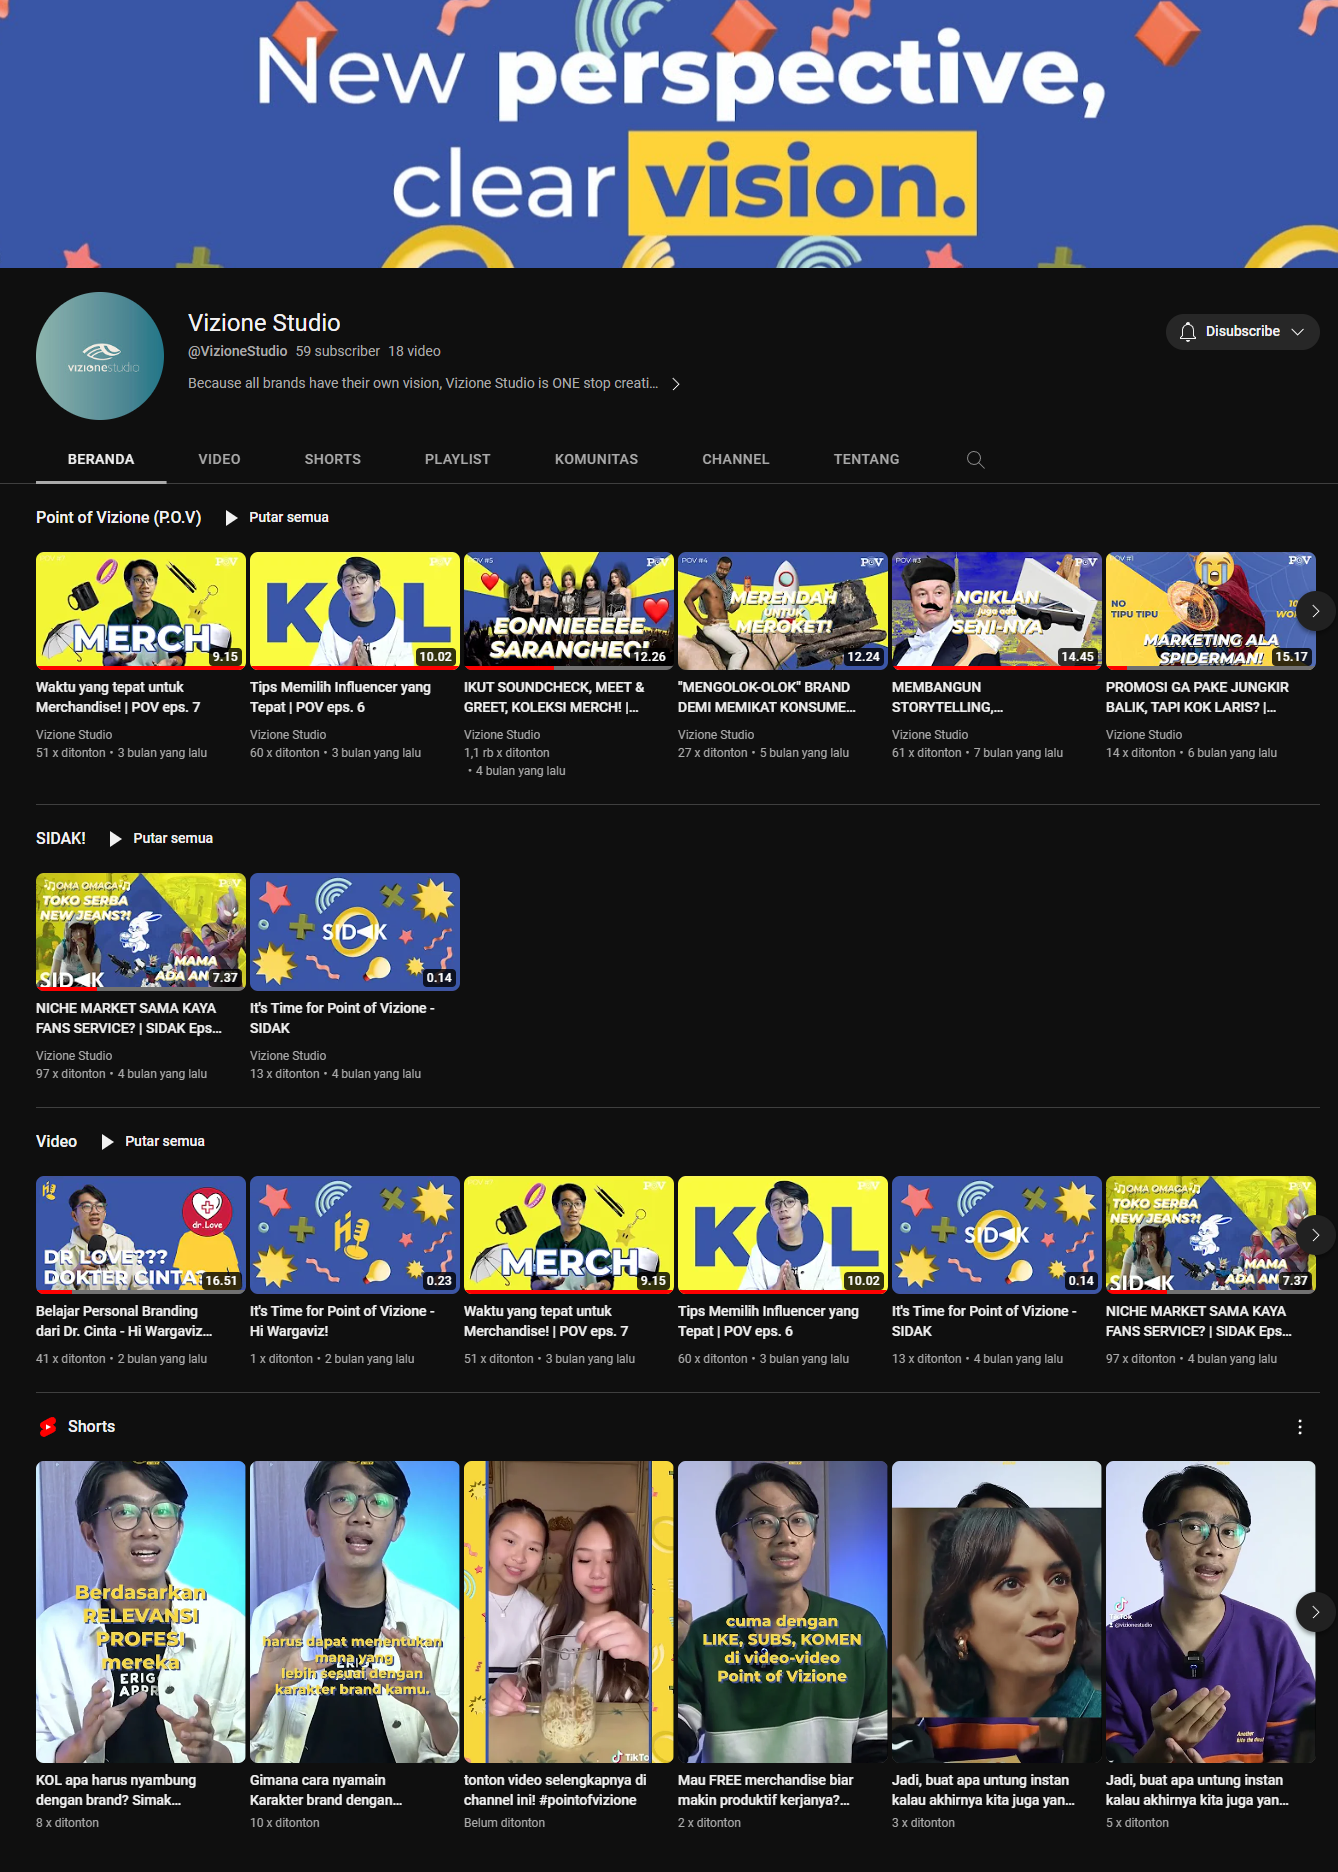 New perspective,
clear vision.
vizionestudio
Vizione Studio
@VizioneStudio 59 subscriber 18 video
Because all brands have their own vision, Vizione Studio is ONE stop creati...
Disubscribe
BERANDA VIDEO SHORTS PLAYLIST KOMUNITAS CHANNEL TENTANG
Point of Vizione (P.O.V) Putar semua
MERCH
9.15
KOL
10.02
POV #5
EONNIEEEEE
SARANGHEO!
12.26
POV #4
MERENDAH
UNTUK
MEROKET!
12.24
POV #3
NGIKLAN
juga ada
SENI-NYA
14.45
POV #1
NO
TIPU TIPU
MARKETING ALA
SPIDERMAN!
15.17
Waktu yang tepat untuk
Merchandise! | POV eps. 7
Vizione Studio
51 x ditonton • 3 bulan yang lalu
Tips Memilih Influencer yang
Tepat | POV eps. 6
Vizione Studio
60 x ditonton • 3 bulan yang lalu
IKUT SOUNDCHECK, MEET &
GREET, KOLEKSI MERCH! |...
Vizione Studio
1,1 rb x ditonton
• 4 bulan yang lalu
"MENGOLOK-OLOK" BRAND
DEMI MEMIKAT KONSUME...
Vizione Studio
27 x ditonton • 5 bulan yang lalu
MEMBANGUN
STORYTELLING,...
Vizione Studio
61 x ditonton • 7 bulan yang lalu
PROMOSI GA PAKE JUNGKIR
BALIK, TAPI KOK LARIS? |...
Vizione Studio
14 x ditonton • 6 bulan yang lalu
SIDAK! Putar semua
OMA OMAGA
TOKO SERBA
NEW JEANS?!
MAMA
ADA AN
SIDAK
7.37
SIDAK
0.14
NICHE MARKET SAMA KAYA
FANS SERVICE? | SIDAK Eps...
Vizione Studio
97 x ditonton • 4 bulan yang lalu
It's Time for Point of Vizione -
SIDAK
Vizione Studio
13 x ditonton • 4 bulan yang lalu
Video Putar semua
dr.Love
DR LOVE???
DOKTER CINTA?
16.51
Hi
0.23
MERCH
9.15
KOL
10.02
SIDAK
0.14
OMA OMAGA
TOKO SERBA
NEW JEANS?!
MAMA
ADA AN
SIDAK
7.37
Belajar Personal Branding
dari Dr. Cinta - Hi Wargaviz...
41 x ditonton • 2 bulan yang lalu
It's Time for Point of Vizione -
Hi Wargaviz!
1 x ditonton • 2 bulan yang lalu
Waktu yang tepat untuk
Merchandise! | POV eps. 7
51 x ditonton • 3 bulan yang lalu
Tips Memilih Influencer yang
Tepat | POV eps. 6
60 x ditonton • 3 bulan yang lalu
It's Time for Point of Vizione -
SIDAK
13 x ditonton • 4 bulan yang lalu
NICHE MARKET SAMA KAYA
FANS SERVICE? | SIDAK Eps...
97 x ditonton • 4 bulan yang lalu
Shorts
Berdasarkan
RELEVANSI
PROFESI
mereka
harus dapat menentukan
mana yang
lebih sesuai dengan
karakter brand kamu.
TikTo
cuma dengan
LIKE, SUBS, KOMEN
di video-video
Point of Vizione
TikTok
@vizionestudio
KOL apa harus nyambung
dengan brand? Simak...
8 x ditonton
Gimana cara nyamain
Karakter brand dengan...
10 x ditonton
tonton video selengkapnya di
channel ini! #pointofvizione
Belum ditonton
Mau FREE merchandise biar
makin produktif kerjanya?...
2 x ditonton
Jadi, buat apa untung instan
kalau akhirnya kita juga yan...
3 x ditonton
Jadi, buat apa untung instan
kalau akhirnya kita juga yan...
5 x ditonton